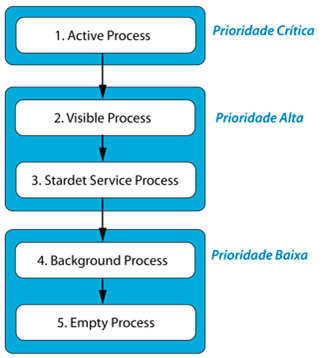 1. Active Process
Prioridade Crítica
2. Visible Process
Prioridade Alta
3. Stardet Service Process
4. Background Process
Prioridade Baixa
5. Empty Process